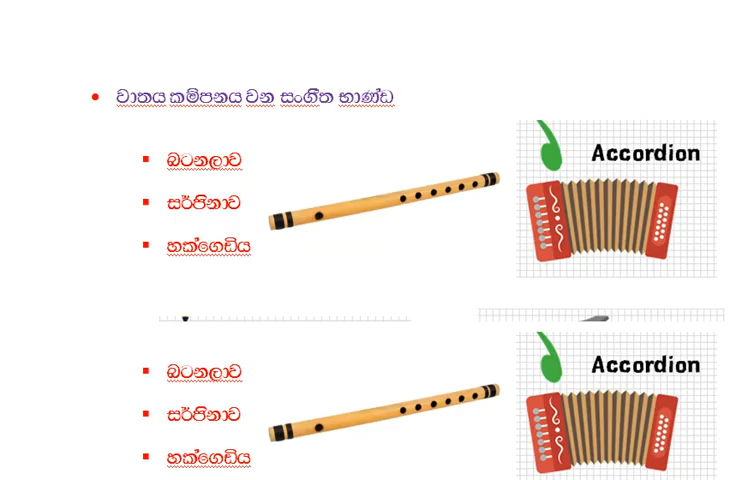 වාතය කම්පනය වන සංගීත භාණ්ඩ
Accordion
බටනලාව
සර්පිනාව
හක්ගෙඩිය
Accordion
බටනලාව
සර්පිනාව
හක්ගෙඩිය